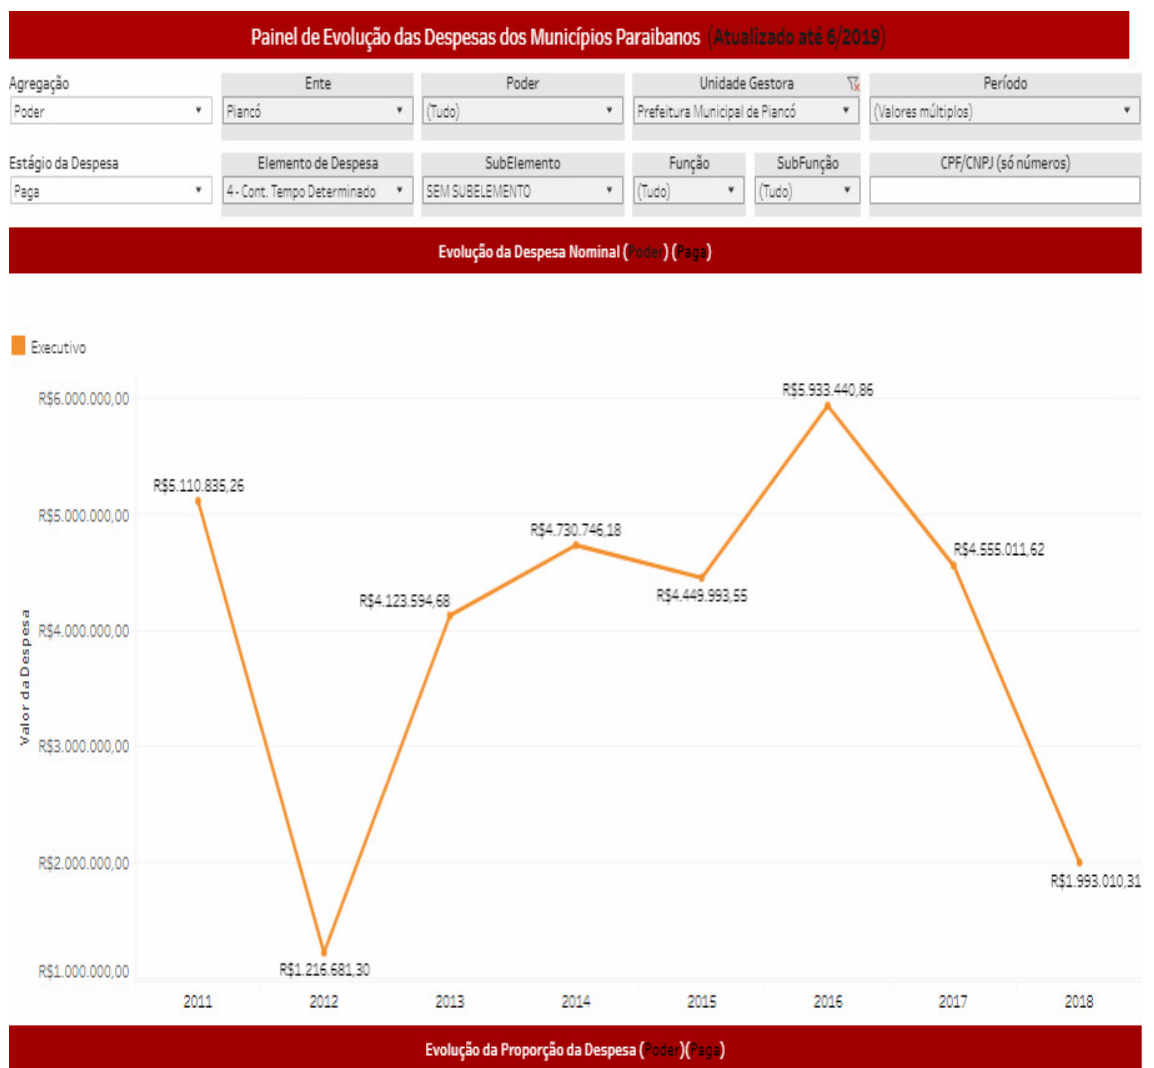 Painel de Evolução das Despesas dos Municípios Paraibanos (Atualizado até 6/2019)
Agregação Ente Poder Unidade Gestora Período
Poder Piancó (Tudo) Prefeitura Municipal de Piancó (Valores múltiplos)
Estágio da Despesa Elemento de Despesa SubElemento Função SubFunção CPF/CNPJ (só números)
Paga 4 - Cont. Tempo Determinado SEM SUBELEMENTO (Tudo) (Tudo)
Evolução da Despesa Nominal (Poder) (Paga)
Executivo
R$5.933.440,86
R$6.000.000,00
R$5.110.835,26
R$5.000.000,00
R$4.730.746,18
R$4.555.011,62
R$4.123.594,68
R$4.449.993,55
R$4.000.000,00
Valor da Despesa
R$3.000.000,00
R$2.000.000,00
R$1.993.010,31
R$1.000.000,00
R$1.216.681,30
2011 2012 2013 2014 2015 2016 2017 2018
Evolução da Proporção da Despesa (Poder)(Paga)